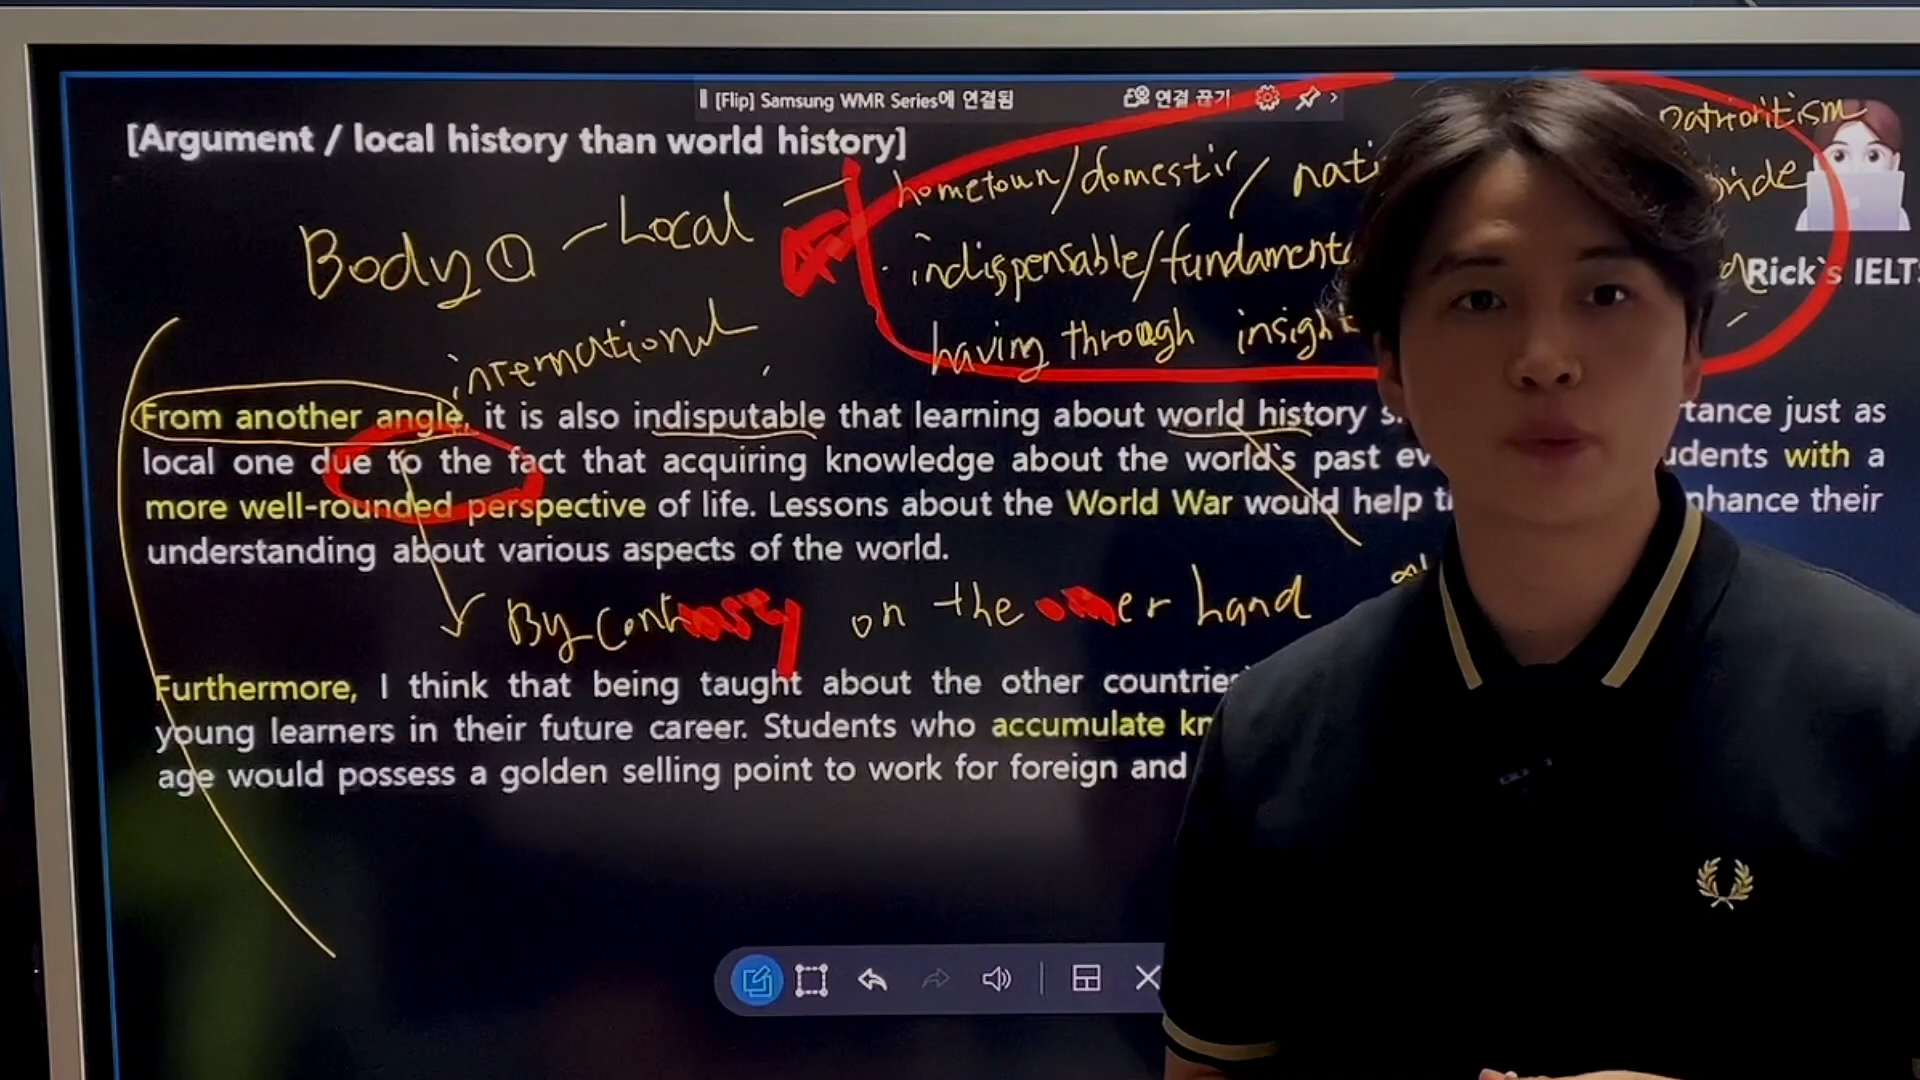 [Flip] Samsung WMR Series에 연결됨 연결 끊기
[Argument / local history than world history]
patrioritism
hometown/domestic/ nati
Body ① - Local
indispensable/fundament
Rick`s IELT
international
having through insight
From another angle, it is also indisputable that learning about world history s. tance just as
local one due to the fact that acquiring knowledge about the world`s past ev udents with a
more well-rounded perspective of life. Lessons about the World War would help t nhance their
understanding about various aspects of the world.
By con on the er hand
Furthermore, I think that being taught about the other countries
young learners in their future career. Students who accumulate kn
age would possess a golden selling point to work for foreign and